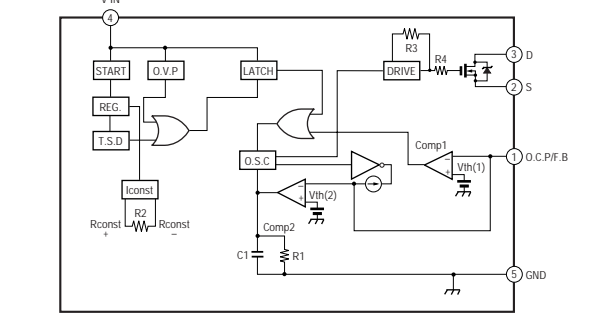 V IN
4
START
O.V.P
LATCH
R3
R4
DRIVE
3 D
2 S
REG.
T.S.D
O.S.C
Comp1
−
+
Vth(1)
1 O.C.P/F.B
Iconst
R2
Rconst
+
Rconst
−
−
+
Vth(2)
Comp2
C1
R1
5 GND